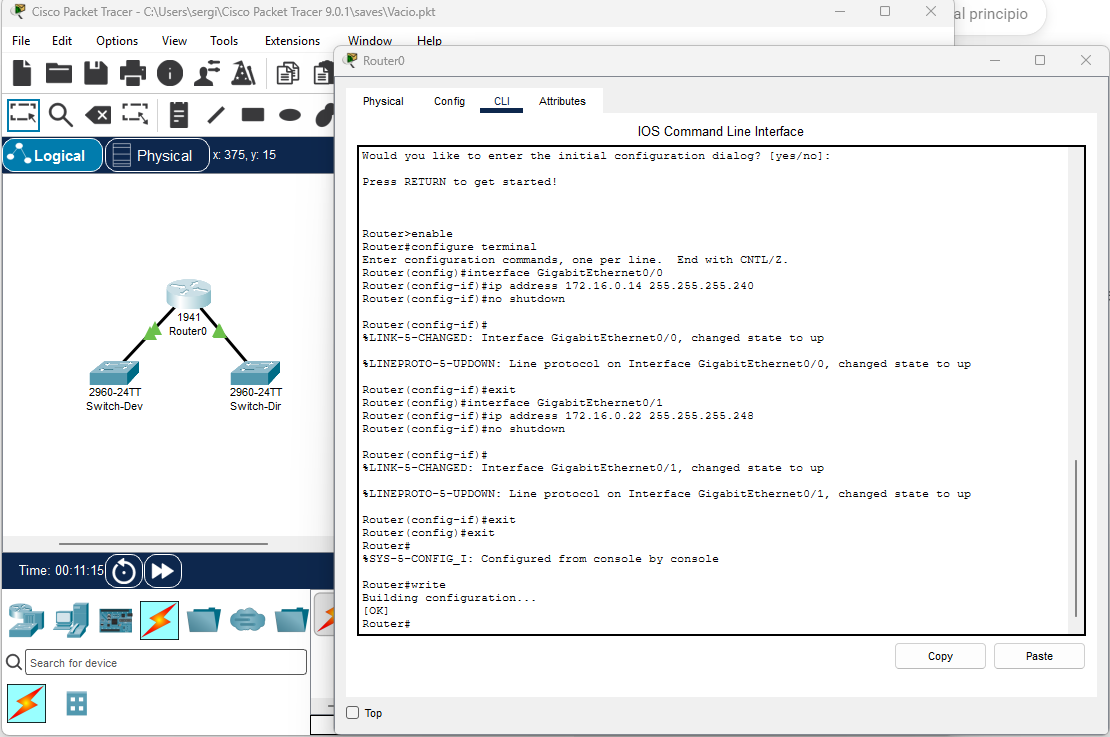 Cisco Packet Tracer - C:\Users\sergi\Cisco Packet Tracer 9.0.1\saves\Vacio.pkt
al principio
File Edit Options View Tools Extensions Window Help
Router0
Physical Config CLI Attributes
IOS Command Line Interface
Logical Physical x: 375, y: 15
Would you like to enter the initial configuration dialog? [yes/no]:
Press RETURN to get started!
Router>enable
Router#configure terminal
Enter configuration commands, one per line.  End with CNTL/Z.
Router(config)#interface GigabitEthernet0/0
Router(config-if)#ip address 172.16.0.14 255.255.255.240
Router(config-if)#no shutdown
Router(config-if)#
%LINK-5-CHANGED: Interface GigabitEthernet0/0, changed state to up
%LINEPROTO-5-UPDOWN: Line protocol on Interface GigabitEthernet0/0, changed state to up
Router(config-if)#exit
Router(config)#interface GigabitEthernet0/1
Router(config-if)#ip address 172.16.0.22 255.255.255.248
Router(config-if)#no shutdown
Router(config-if)#
%LINK-5-CHANGED: Interface GigabitEthernet0/1, changed state to up
%LINEPROTO-5-UPDOWN: Line protocol on Interface GigabitEthernet0/1, changed state to up
Router(config-if)#exit
Router(config)#exit
Router#
%SYS-5-CONFIG_I: Configured from console by console
Router#write
Building configuration...
[OK]
Router#
Copy Paste
Top
1941
Router0
2960-24TT
Switch-Dev
2960-24TT
Switch-Dir
Time: 00:11:15
Search for device